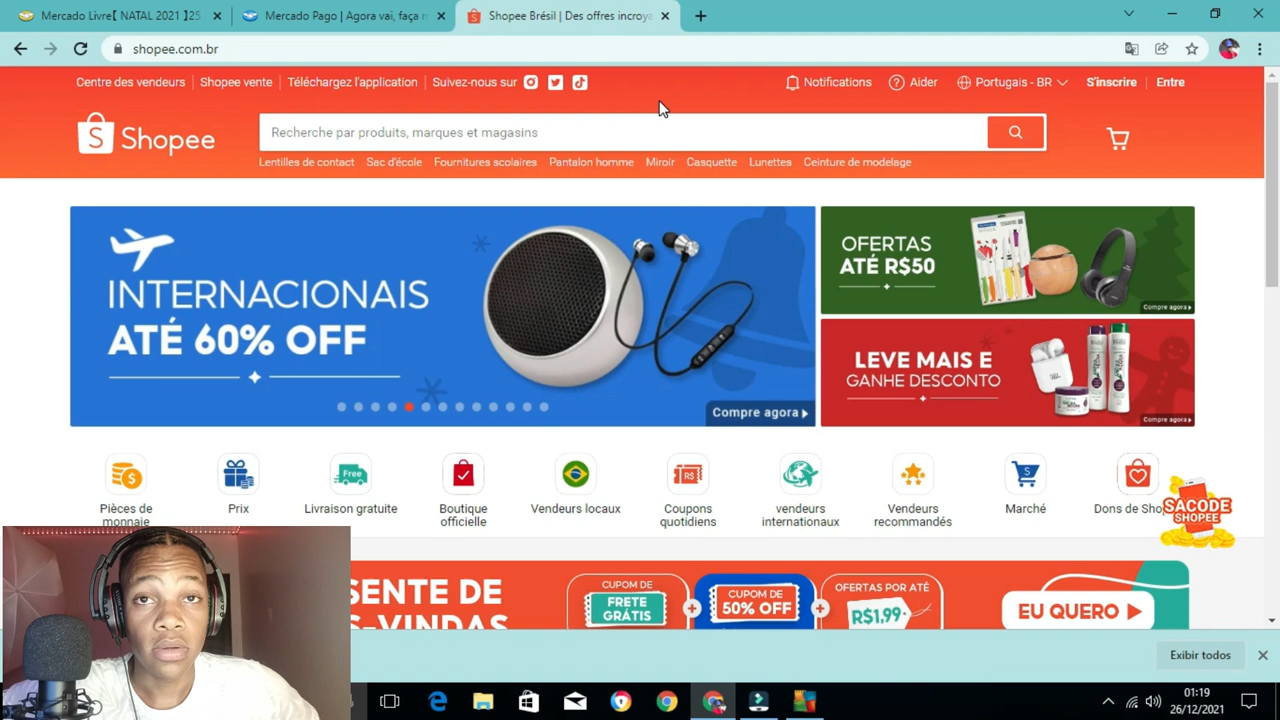 Mercado Livre【 NATAL 2021 】25
Mercado Pago | Agora vai, faça m
Shopee Brésil | Des offres incroya
shopee.com.br
Centre des vendeurs
Shopee vente
Téléchargez l'application
Suivez-nous sur
Notifications
Aider
Portugais - BR
S'inscrire
Entre
Shopee
Recherche par produits, marques et magasins
Lentilles de contact
Sac d'école
Fournitures scolaires
Pantalon homme
Miroir
Casquette
Lunettes
Ceinture de modelage
INTERNACIONAIS
ATÉ 60% OFF
Compre agora
OFERTAS
ATÉ R$50
Compre agora
LEVE MAIS E
GANHE DESCONTO
Compre agora
Free
R$
Pièces de
monnaie
Prix
Livraison gratuite
Boutique
officielle
Vendeurs locaux
Coupons
quotidiens
vendeurs
internationaux
Vendeurs
recommandés
Marché
Dons de Sho
SACODE
SHOPEE
SENTE DE
S-VINDAS
CUPOM DE
FRETE
GRÁTIS
CUPOM DE
50% OFF
OFERTAS POR ATÉ
R$1,99
EU QUERO
Exibir todos
01:19
26/12/2021